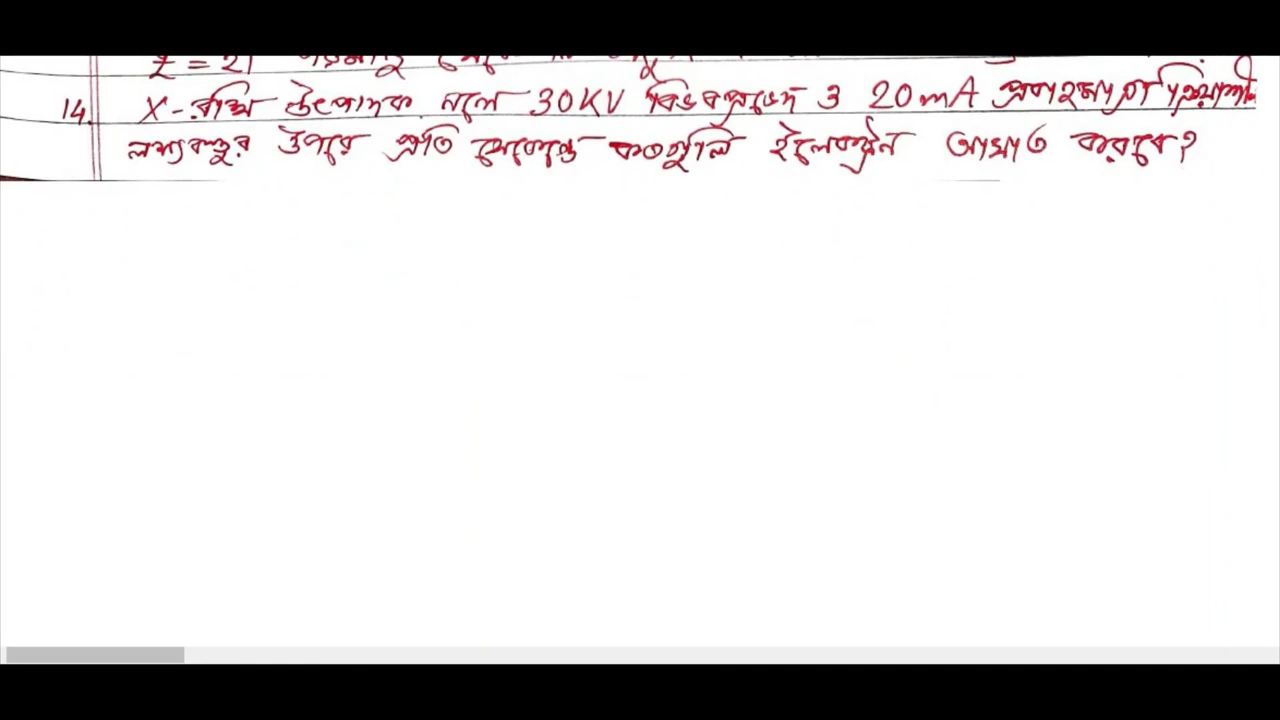 Z = 21
14. X-রশ্মি উৎপাদক নলে 30KV বিভবপ্রভেদ ও 20mA প্রবাহমাত্রা ক্রিয়াশীল
লক্ষ্যবস্তুর উপরে প্রতি সেকেন্ডে কতগুলি ইলেকট্রন আঘাত করবে?